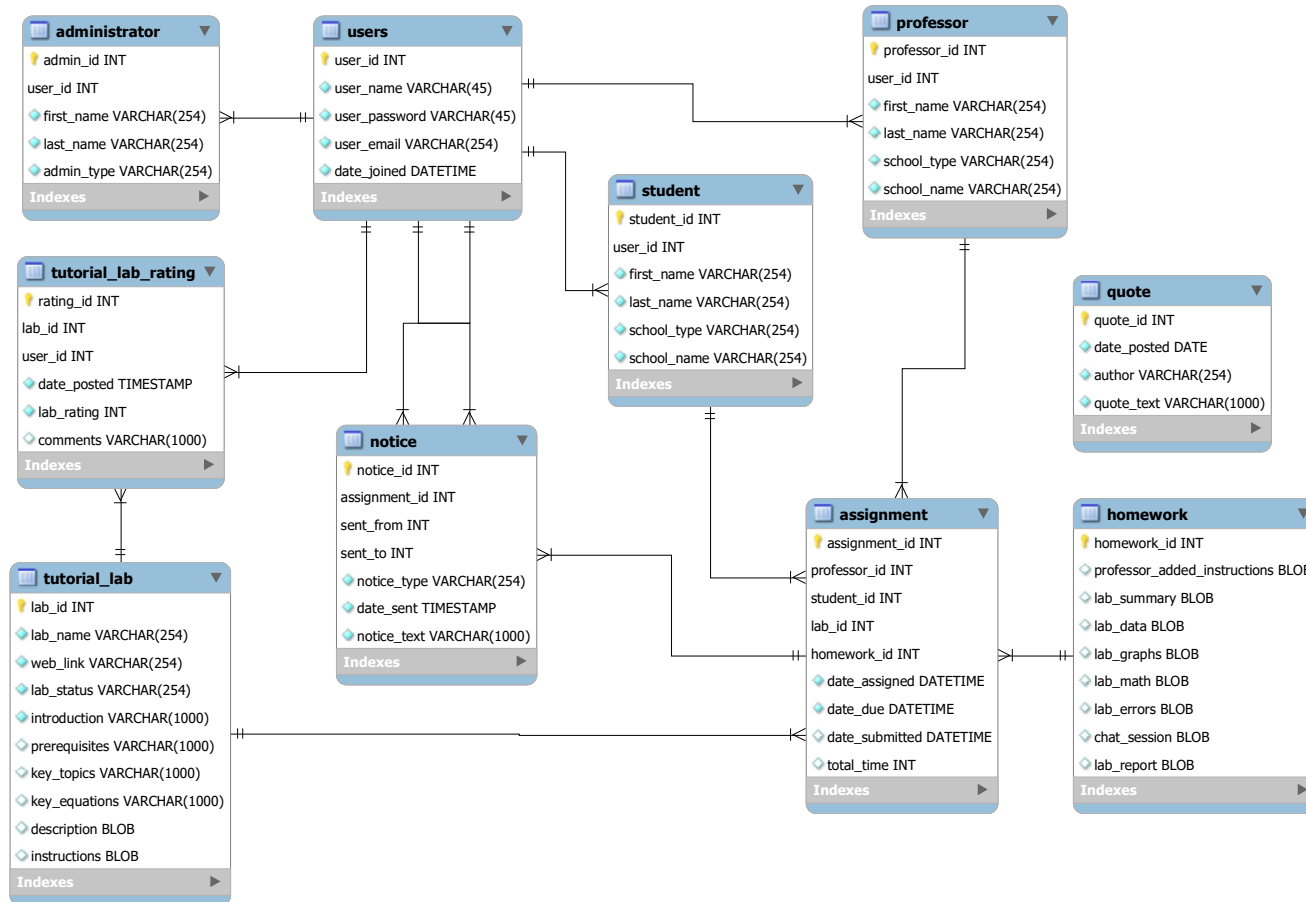 administrator
admin_id INT
user_id INT
first_name VARCHAR(254)
last_name VARCHAR(254)
admin_type VARCHAR(254)
Indexes
users
user_id INT
user_name VARCHAR(45)
user_password VARCHAR(45)
user_email VARCHAR(254)
date_joined DATETIME
Indexes
professor
professor_id INT
user_id INT
first_name VARCHAR(254)
last_name VARCHAR(254)
school_type VARCHAR(254)
school_name VARCHAR(254)
Indexes
student
student_id INT
user_id INT
first_name VARCHAR(254)
last_name VARCHAR(254)
school_type VARCHAR(254)
school_name VARCHAR(254)
Indexes
tutorial_lab_rating
rating_id INT
lab_id INT
user_id INT
date_posted TIMESTAMP
lab_rating INT
comments VARCHAR(1000)
Indexes
quote
quote_id INT
date_posted DATE
author VARCHAR(254)
quote_text VARCHAR(1000)
Indexes
notice
notice_id INT
assignment_id INT
sent_from INT
sent_to INT
notice_type VARCHAR(254)
date_sent TIMESTAMP
notice_text VARCHAR(1000)
Indexes
assignment
assignment_id INT
professor_id INT
student_id INT
lab_id INT
homework_id INT
date_assigned DATETIME
date_due DATETIME
date_submitted DATETIME
total_time INT
Indexes
homework
homework_id INT
professor_added_instructions BLOB
lab_summary BLOB
lab_data BLOB
lab_graphs BLOB
lab_math BLOB
lab_errors BLOB
chat_session BLOB
lab_report BLOB
Indexes
tutorial_lab
lab_id INT
lab_name VARCHAR(254)
web_link VARCHAR(254)
lab_status VARCHAR(254)
introduction VARCHAR(1000)
prerequisites VARCHAR(1000)
key_topics VARCHAR(1000)
key_equations VARCHAR(1000)
description BLOB
instructions BLOB
Indexes